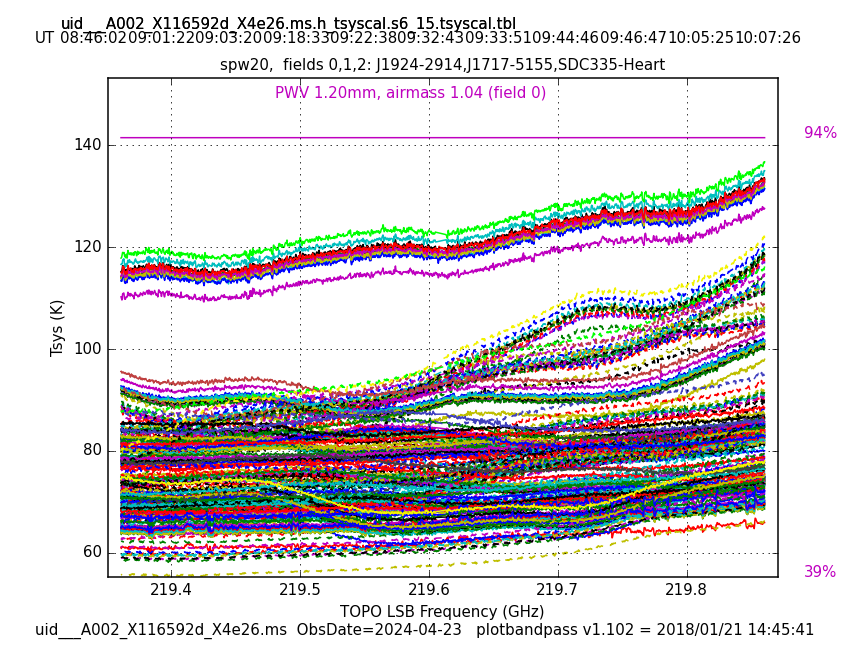 uid___A002_X116592d_X4e26.ms.h_tsyscal.s6_15.tsyscal.tbl
UT 08:46:02 09:01:22 09:03:20 09:18:33 09:22:38 09:32:43 09:33:51 09:44:46 09:46:47 10:05:25 10:07:26
spw20,  fields 0,1,2: J1924-2914,J1717-5155,SDC335-Heart
PWV 1.20mm, airmass 1.04 (field 0)
94%
140
120
100
80
60
Tsys (K)
39%
219.4 219.5 219.6 219.7 219.8
TOPO LSB Frequency (GHz)
uid___A002_X116592d_X4e26.ms  ObsDate=2024-04-23   plotbandpass v1.102 = 2018/01/21 14:45:41